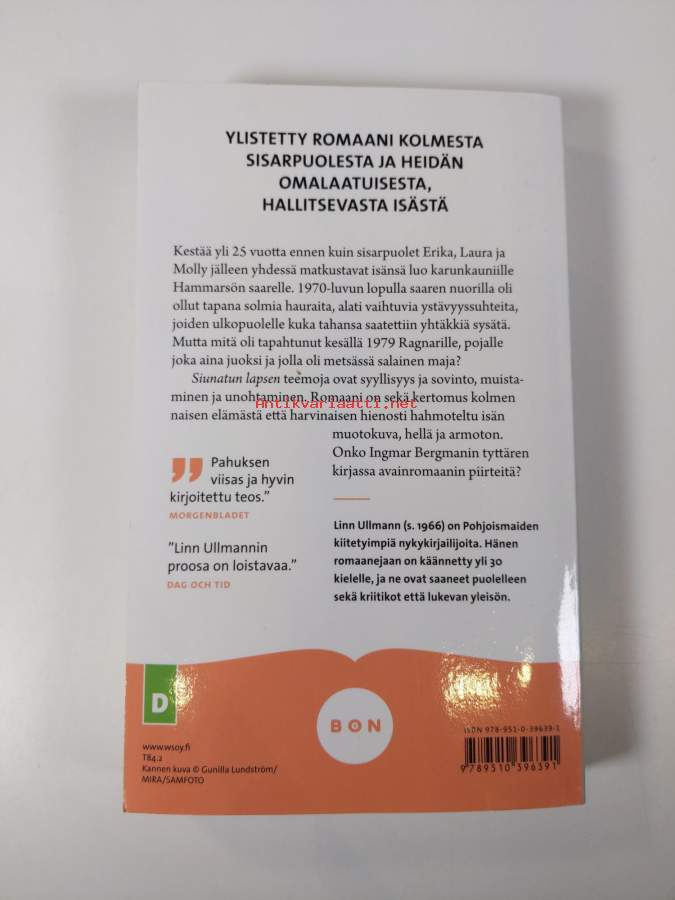 YLISTETTY ROMAANI KOLMESTA
SISARPUOLESTA JA HEIDÄN
OMALAATUISESTA,
HALLITSEVASTA ISÄSTÄ
Kestää yli 25 vuotta ennen kuin sisarpuolet Erika, Laura ja
Molly jälleen yhdessä matkustavat isänsä luo karunkauniille
Hammarsön saarelle. 1970-luvun lopulla saaren nuorilla oli
ollut tapana solmia hauraita, alati vaihtuvia ystävyyssuhteita,
joiden ulkopuolelle kuka tahansa saatettiin yhtäkkiä sysätä.
Mutta mitä oli tapahtunut kesällä 1979 Ragnarille, pojalle
joka aina juoksi ja jolla oli metsässä salainen maja?
Siunatun lapsen teemoja ovat syyllisyys ja sovinto, muista-
minen ja unohtaminen. Romaani on sekä kertomus kolmen
Antikvariaatti.net
naisen elämästä että harvinaisen hienosti hahmoteltu isän
muotokuva, hellä ja armoton.
Onko Ingmar Bergmanin tyttären
kirjassa avainromaanin piirteitä?
” Pahuksen
viisas ja hyvin
kirjoitettu teos.”
MORGENBLADET
”Linn Ullmannin
proosa on loistavaa.”
DAG OCH TID
Linn Ullmann (s. 1966) on Pohjoismaiden
kiitetyimpiä nykykirjailijoita. Hänen
romaanejaan on käännetty yli 30
kielelle, ja ne ovat saaneet puolelleen
sekä kriitikot että lukevan yleisön.
D
BON
www.wsoy.fi
T84.2
Kannen kuva © Gunilla Lundström/
MIRA/SAMFOTO
ISBN 978-951-0-39639-1
9789510396391